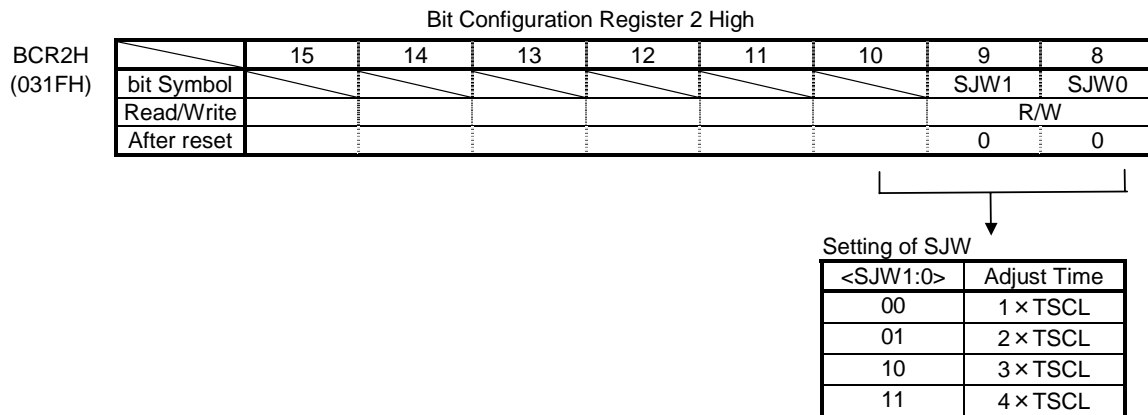 Bit Configuration Register 2 High
BCR2H 15 14 13 12 11 10 9 8
(031FH) bit Symbol SJW1 SJW0
Read/Write R/W
After reset 0 0
Setting of SJW
<SJW1:0> Adjust Time
00 1×TSCL
01 2×TSCL
10 3×TSCL
11 4×TSCL